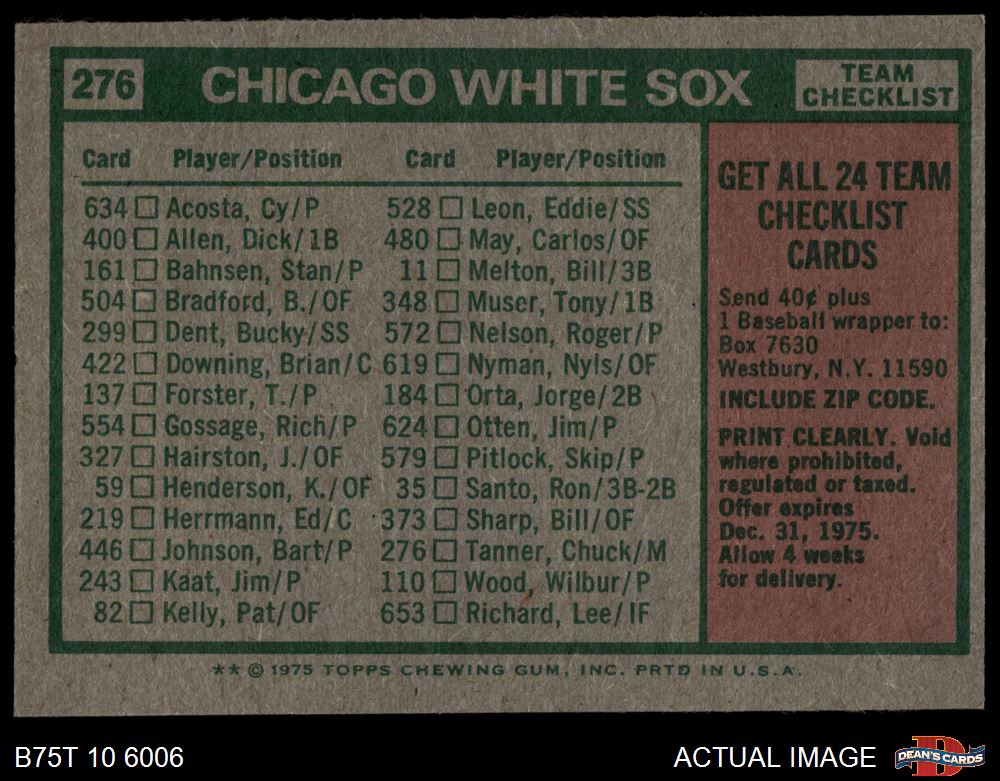 276
CHICAGO WHITE SOX
TEAM
CHECKLIST
Card Player/Position
634 Acosta, Cy/P
400 Allen, Dick/1B
161 Bahnsen, Stan/P
504 Bradford, B./OF
299 Dent, Bucky/SS
422 Downing, Brian/C
137 Forster, T./P
554 Gossage, Rich/P
327 Hairston, J./OF
59 Henderson, K./OF
219 Herrmann, Ed/C
446 Johnson, Bart/P
243 Kaat, Jim/P
82 Kelly, Pat/OF
Card Player/Position
528 Leon, Eddie/SS
480 May, Carlos/OF
11 Melton, Bill/3B
348 Muser, Tony/1B
572 Nelson, Roger/P
619 Nyman, Nyls/OF
184 Orta, Jorge/2B
624 Otten, Jim/P
579 Pitlock, Skip/P
35 Santo, Ron/3B-2B
373 Sharp, Bill/OF
276 Tanner, Chuck/M
110 Wood, Wilbur/P
653 Richard, Lee/IF
GET ALL 24 TEAM
CHECKLIST
CARDS
Send 40¢ plus
1 Baseball wrapper to:
Box 7630
Westbury, N.Y. 11590
INCLUDE ZIP CODE.
PRINT CLEARLY. Void
where prohibited,
regulated or taxed.
Offer expires
Dec. 31, 1975.
Allow 4 weeks
for delivery.
** © 1975 TOPPS CHEWING GUM, INC. PRTD IN U.S.A.
B75T 10 6006
ACTUAL IMAGE
D
DEAN'S CARDS